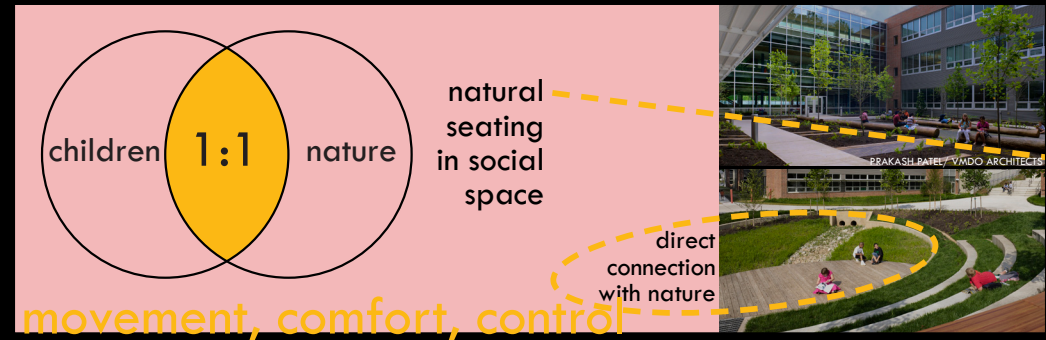 children
1:1
nature
natural
seating
in social
space
PRAKASH PATEL/ VMDO ARCHITECTS
direct
connection
with nature
movement, comfort, control